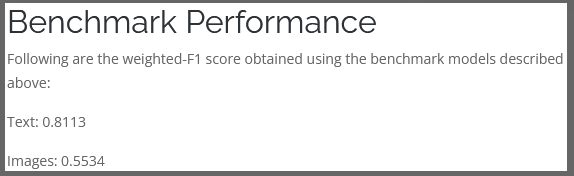 Benchmark Performance
Following are the weighted-F1 score obtained using the benchmark models described
above:
Text: 0.8113
Images: 0.5534